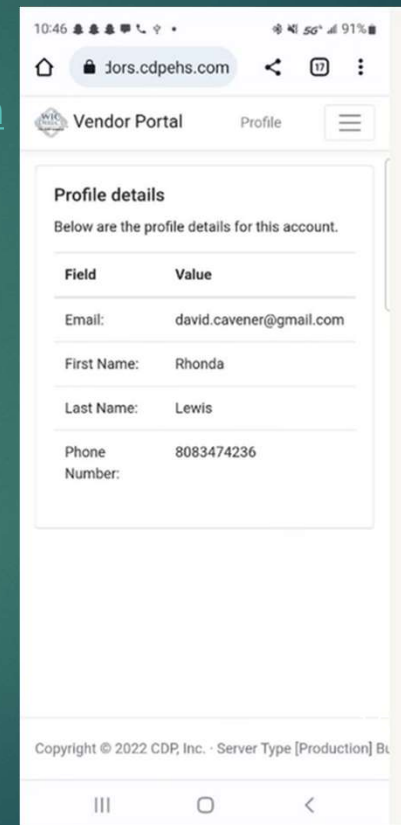 10:46
5G
91%
dors.cdpehs.com
17
WIC
Vendor Portal
Profile
Profile details
Below are the profile details for this account.
Field Value
Email: david.cavener@gmail.com
First Name: Rhonda
Last Name: Lewis
Phone Number: 8083474236
Copyright © 2022 CDP, Inc. · Server Type [Production]